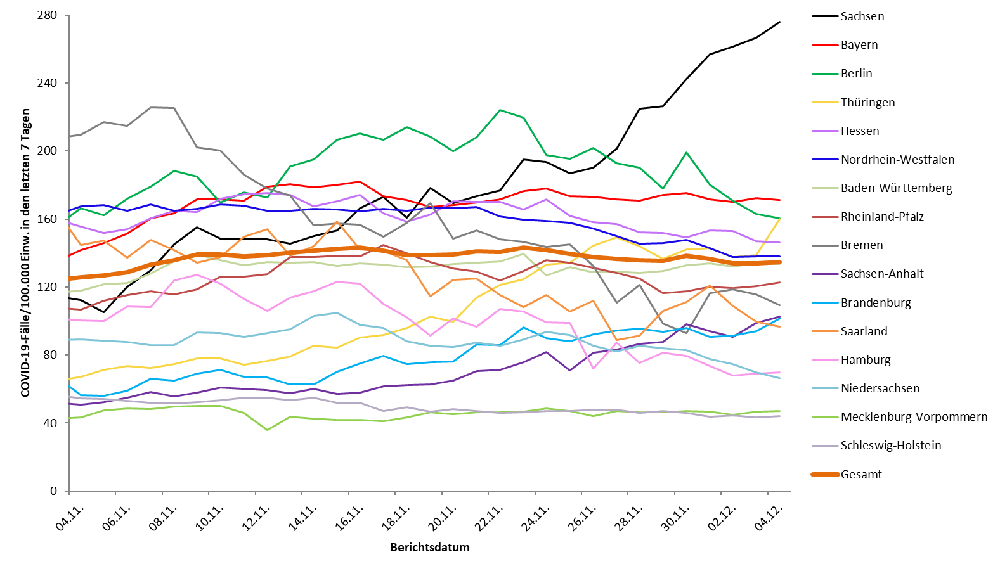 280
240
200
160
120
80
40
0
COVID-19-Fälle/100.000 Einw. in den letzten 7 Tagen
04.11.
06.11.
08.11.
10.11.
12.11.
14.11.
16.11.
18.11.
20.11.
22.11.
24.11.
26.11.
28.11.
30.11.
02.12.
04.12.
Berichtsdatum
Sachsen
Bayern
Berlin
Thüringen
Hessen
Nordrhein-Westfalen
Baden-Württemberg
Rheinland-Pfalz
Bremen
Sachsen-Anhalt
Brandenburg
Saarland
Hamburg
Niedersachsen
Mecklenburg-Vorpommern
Schleswig-Holstein
Gesamt